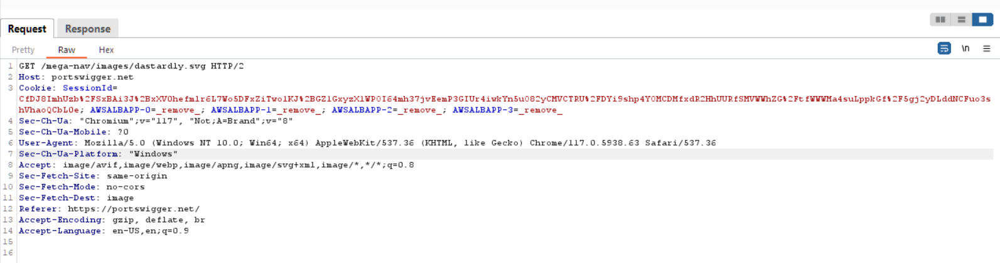 Request Response
Pretty Raw Hex \n
1 GET /mega-nav/images/dastardly.svg HTTP/2
2 Host: portswigger.net
3 Cookie: SessionId=
CfDJ8ImhUzb%2FSxBAi3J%2BxXV0hefmlr6L7Wo5DFxZiTwo1KJ%2BGZ1GxyzX1WP0I64mh37jvEemP3GIUr4iwkYn5u082yCMVCTRU%2FDYi9shp4Y0MCDMfxdR2HhUURfSMVWWhZG%2FtfWWWMa4suLppkGf%2F5gj2yDLddNCFuo3s
hVhaoQCbL0e; AWSALBAPP-0=_remove_; AWSALBAPP-1=_remove_; AWSALBAPP-2=_remove_; AWSALBAPP-3=_remove_
4 Sec-Ch-Ua: "Chromium";v="117", "Not;A=Brand";v="8"
5 Sec-Ch-Ua-Mobile: ?0
6 User-Agent: Mozilla/5.0 (Windows NT 10.0; Win64; x64) AppleWebKit/537.36 (KHTML, like Gecko) Chrome/117.0.5938.63 Safari/537.36
7 Sec-Ch-Ua-Platform: "Windows"
8 Accept: image/avif,image/webp,image/apng,image/svg+xml,image/*,*/*;q=0.8
9 Sec-Fetch-Site: same-origin
10 Sec-Fetch-Mode: no-cors
11 Sec-Fetch-Dest: image
12 Referer: https://portswigger.net/
13 Accept-Encoding: gzip, deflate, br
14 Accept-Language: en-US,en;q=0.9
15
16